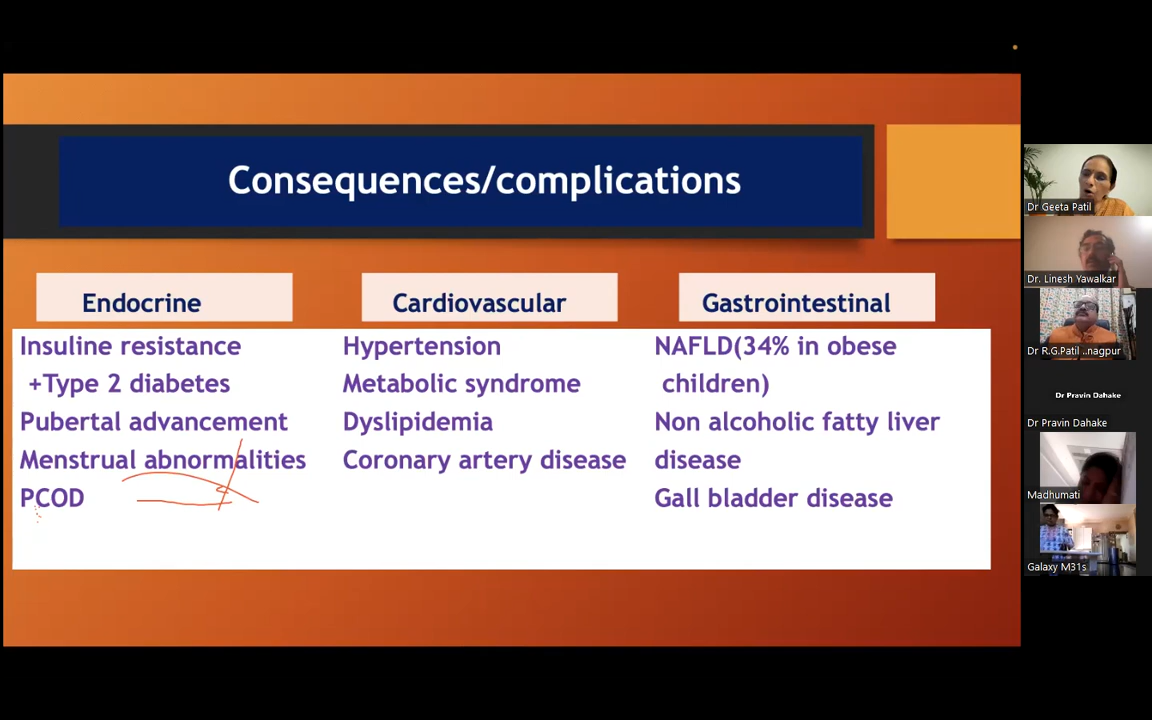 Consequences/complications
Endocrine
Insuline resistance
+Type 2 diabetes
Pubertal advancement
Menstrual abnormalities
PCOD
Cardiovascular
Hypertension
Metabolic syndrome
Dyslipidemia
Coronary artery disease
Gastrointestinal
NAFLD(34% in obese
children)
Non alcoholic fatty liver
disease
Gall bladder disease
Dr Geeta Patil
Dr. Linesh Yawalkar
Dr R.G.Patil ..nagpur
Dr Pravin Dahake
Dr Pravin Dahake
Madhumati
Galaxy M31s